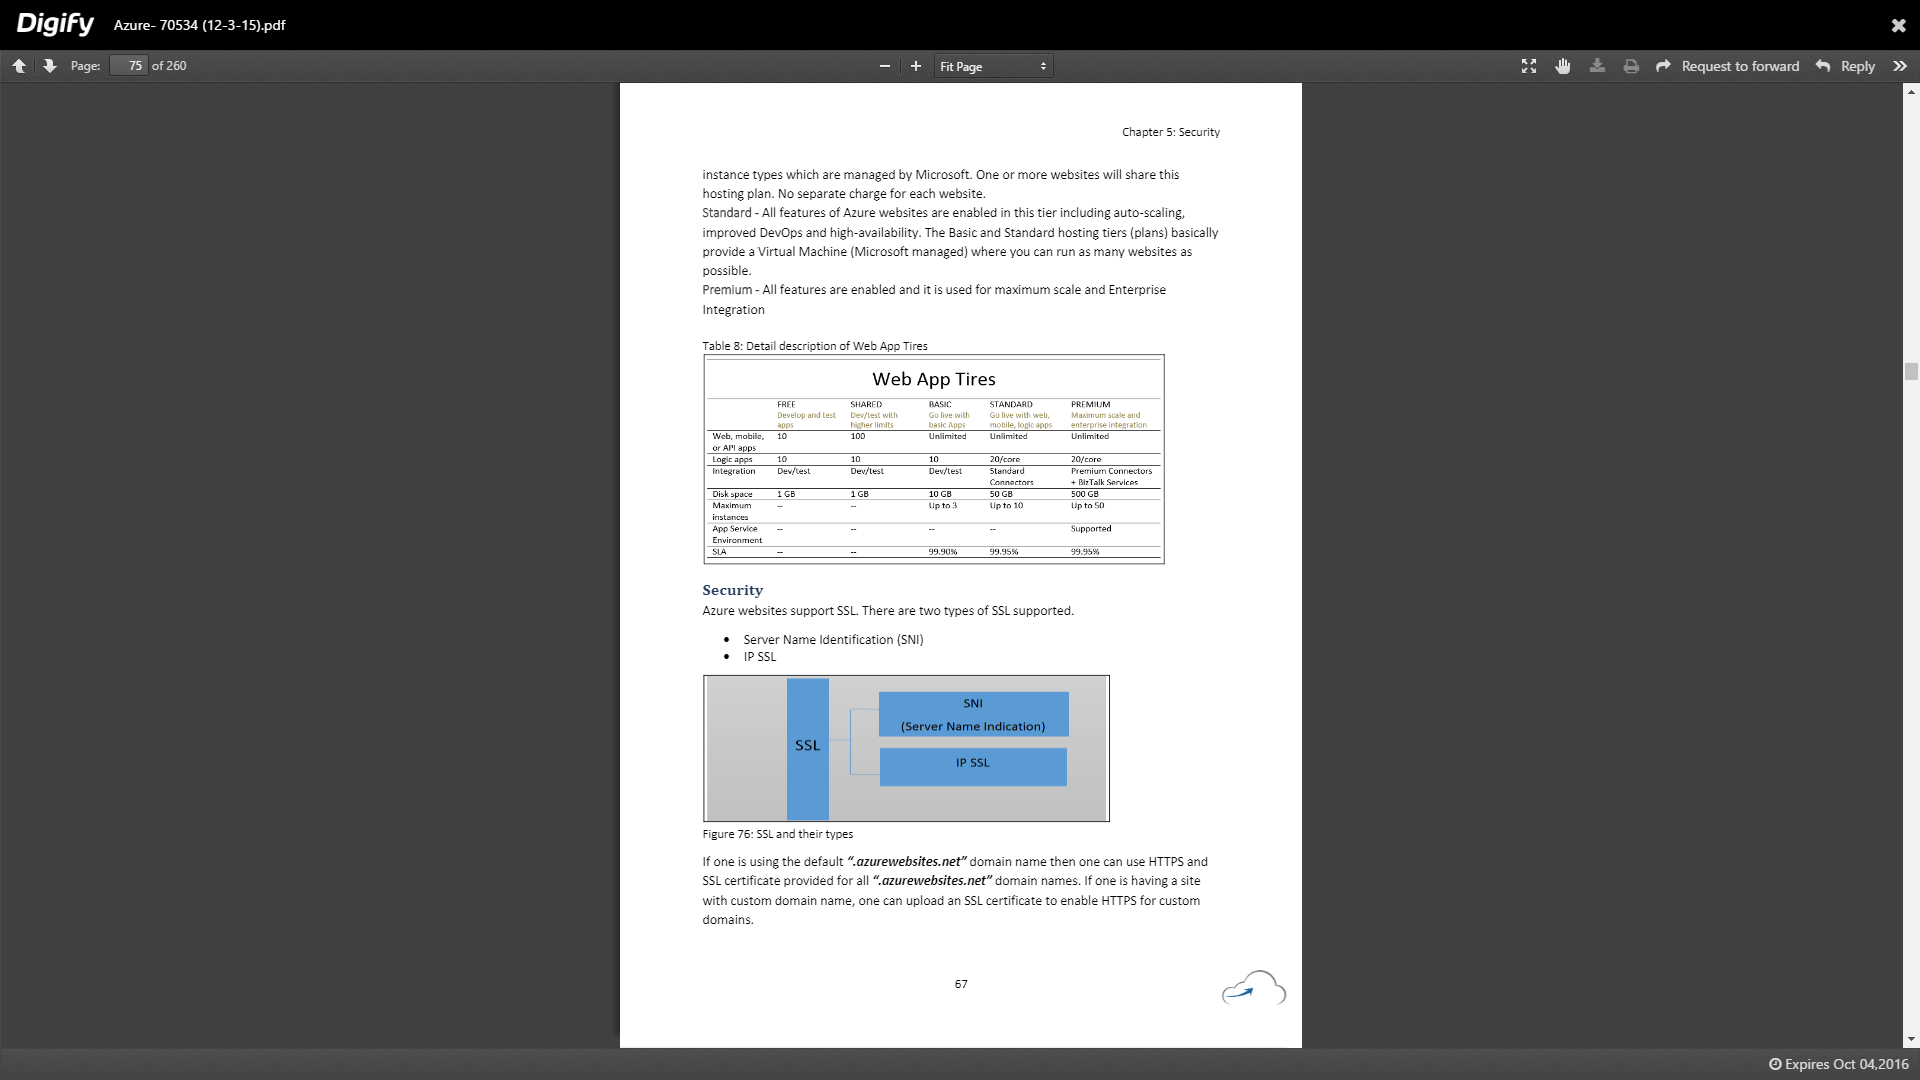 Digify Azure- 70534 (12-3-15).pdf
Page: 75 of 260 Fit Page Request to forward Reply
Chapter 5: Security
instance types which are managed by Microsoft. One or more websites will share this
hosting plan. No separate charge for each website.
Standard - All features of Azure websites are enabled in this tier including auto-scaling,
improved DevOps and high-availability. The Basic and Standard hosting tiers (plans) basically
provide a Virtual Machine (Microsoft managed) where you can run as many websites as
possible.
Premium - All features are enabled and it is used for maximum scale and Enterprise
Integration
Table 8: Detail description of Web App Tires
Web App Tires
FREE SHARED BASIC STANDARD PREMIUM
Develop and test Dev/test with Go live with Go live with web, Maximum scale and
apps higher limits basic Apps mobile, logic apps enterprise integration
Web, mobile, 10 100 Unlimited Unlimited Unlimited
or API apps
Logic apps 10 10 10 20/core 20/core
Integration Dev/test Dev/test Dev/test Standard Premium Connectors
Connectors + BizTalk Services
Disk space 1 GB 1 GB 10 GB 50 GB 500 GB
Maximum -- -- Up to 3 Up to 10 Up to 50
instances
App Service -- -- -- -- Supported
Environment
SLA -- -- 99.90% 99.95% 99.95%
Security
Azure websites support SSL. There are two types of SSL supported.
• Server Name Identification (SNI)
• IP SSL
SNI
(Server Name Indication)
SSL
IP SSL
Figure 76: SSL and their types
If one is using the default “.azurewebsites.net” domain name then one can use HTTPS and
SSL certificate provided for all “.azurewebsites.net” domain names. If one is having a site
with custom domain name, one can upload an SSL certificate to enable HTTPS for custom
domains.
67
Expires Oct 04,2016